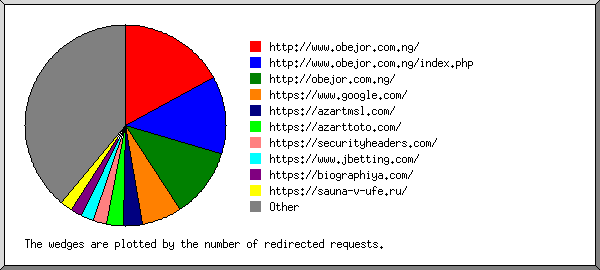 http://www.obejor.com.ng/
http://www.obejor.com.ng/index.php
http://obejor.com.ng/
https://www.google.com/
https://azartmsl.com/
https://azarttoto.com/
https://securityheaders.com/
https://www.jbetting.com/
https://biographiya.com/
https://sauna-v-ufe.ru/
Other
The wedges are plotted by the number of redirected requests.